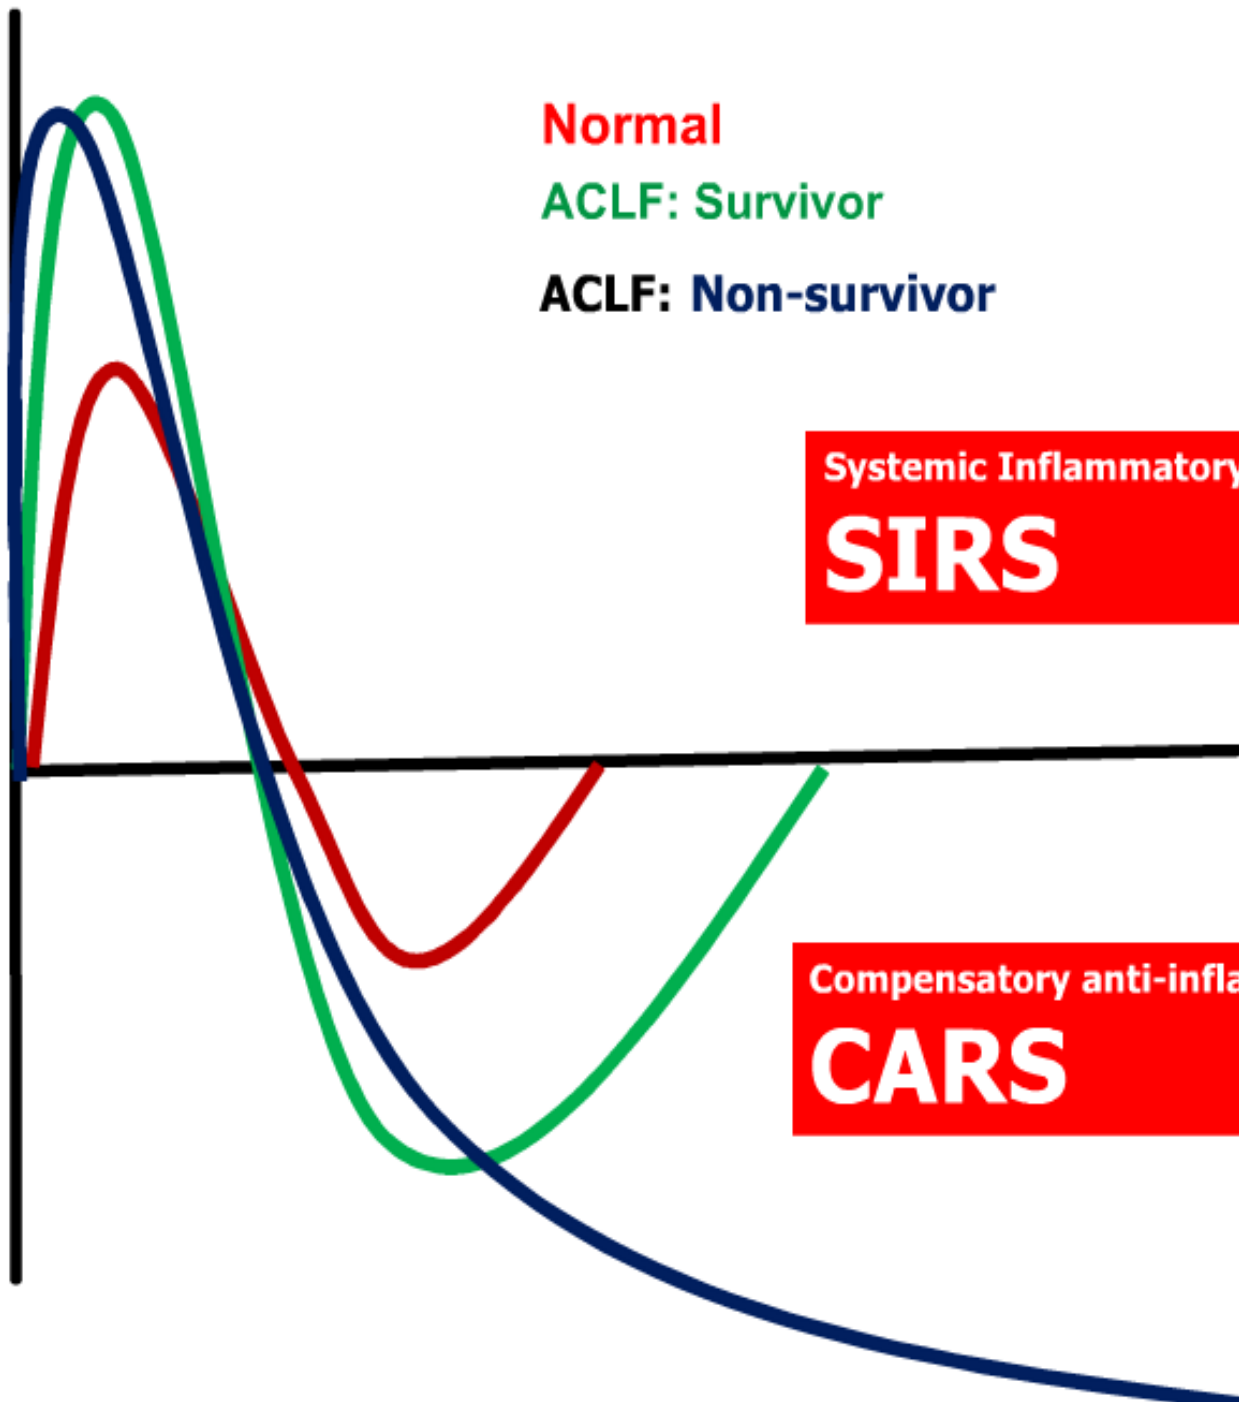 Normal
ACLF: Survivor
ACLF: Non-survivor
Systemic Inflammatory
SIRS
Compensatory anti-infla
CARS